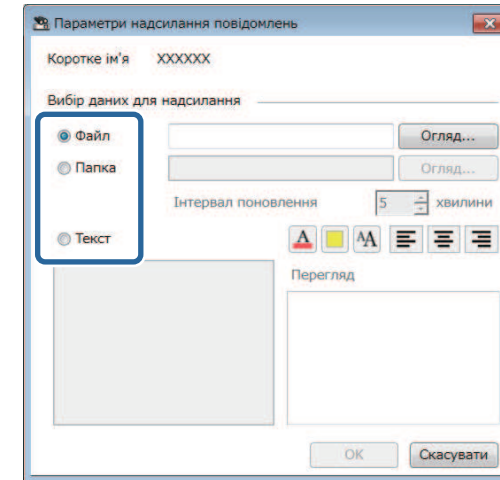 Параметри надсилання повідомлень
Коротке ім'я XXXXXX
Вибір даних для надсилання
Файл Огляд...
Папка Огляд...
Інтервал поновлення 5 хвилини
Текст A AA
Перегляд
OK Скасувати